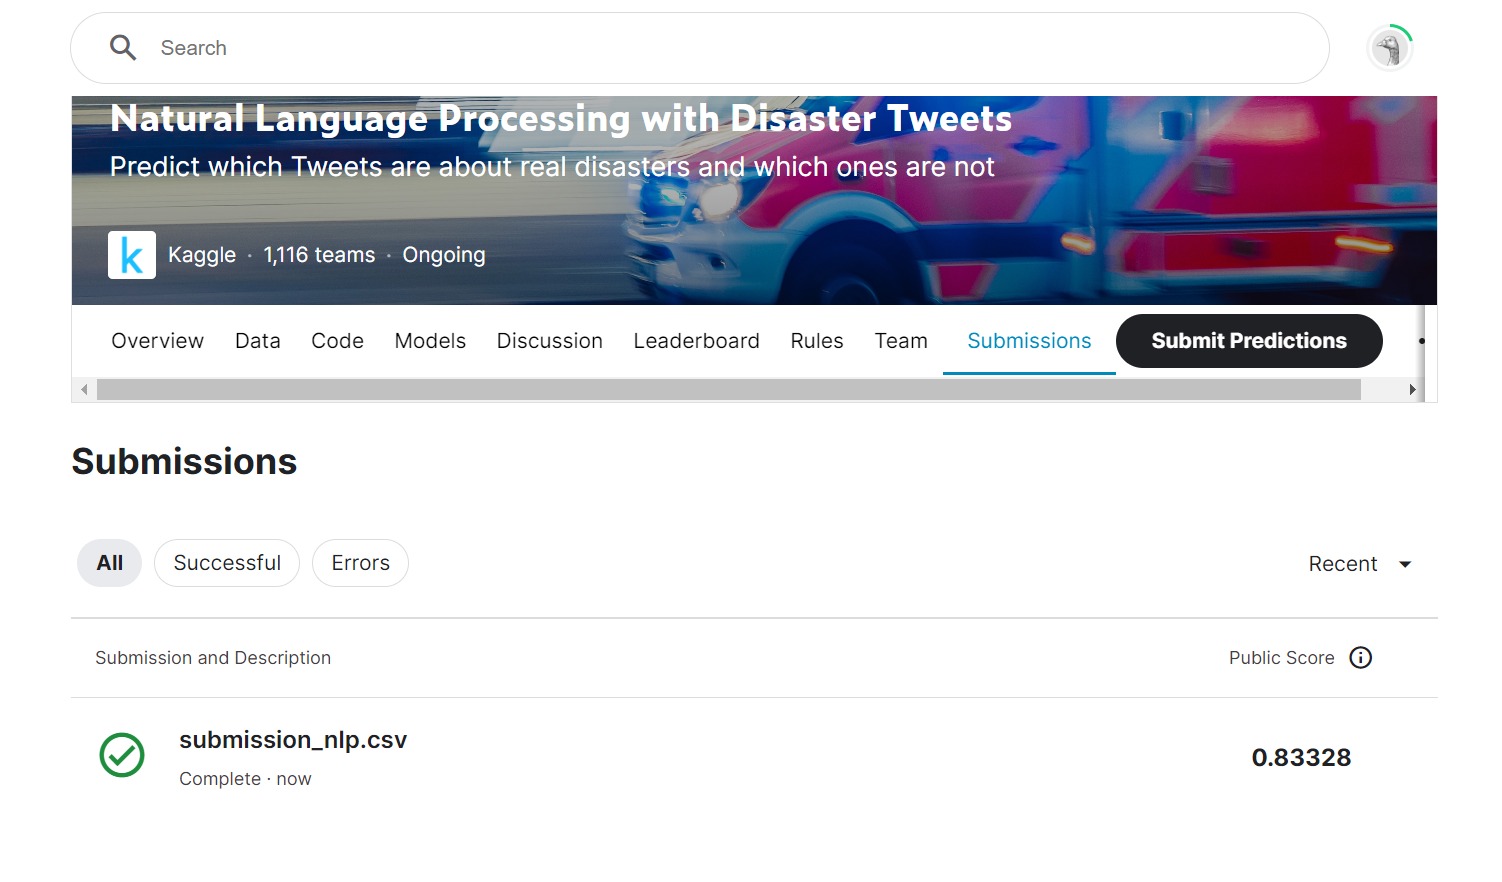 Search
Natural Language Processing with Disaster Tweets
Predict which Tweets are about real disasters and which ones are not
k Kaggle · 1,116 teams · Ongoing
Overview Data Code Models Discussion Leaderboard Rules Team Submissions Submit Predictions
Submissions
All Successful Errors Recent
Submission and Description Public Score
submission_nlp.csv 0.83328
Complete · now